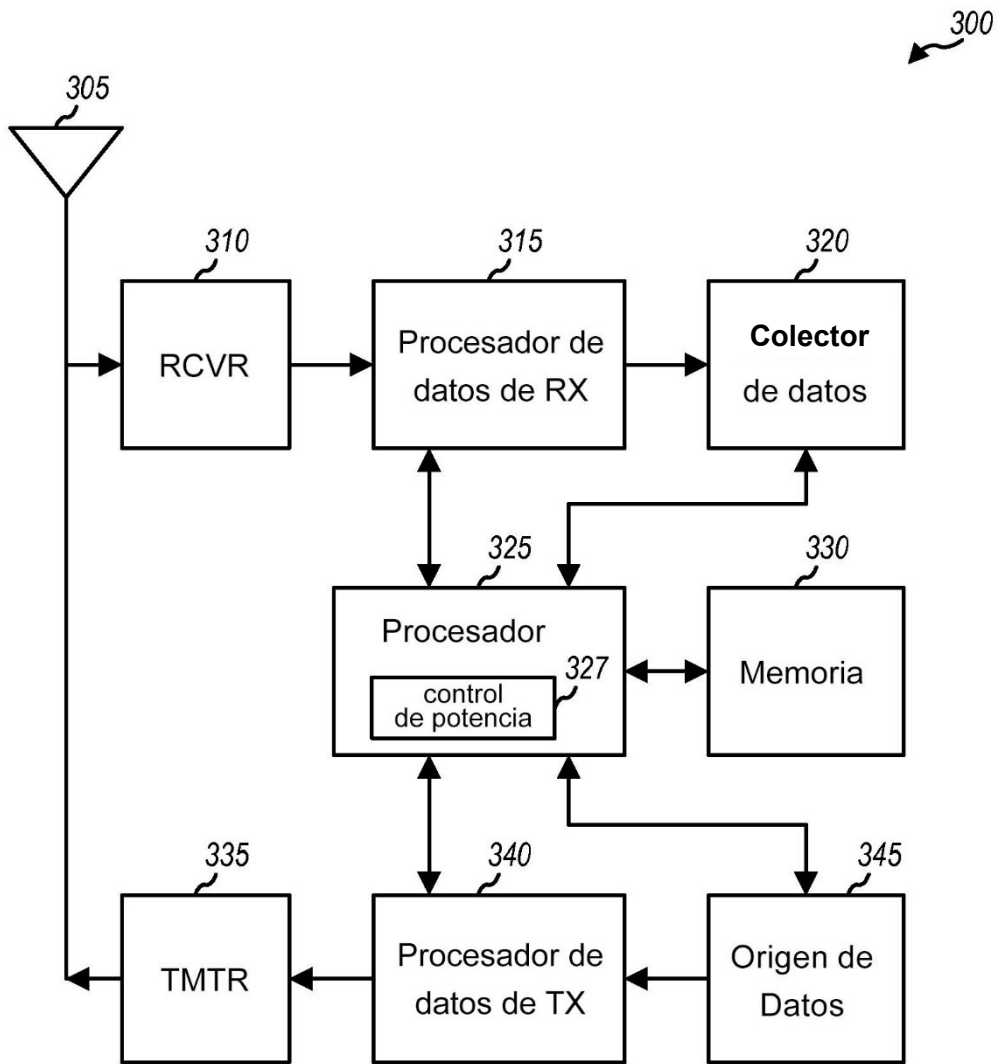 300
305
310
315
320
RCVR
Procesador de
datos de RX
Colector
de datos
325
330
Procesador
327
control
de potencia
Memoria
335
340
345
TMTR
Procesador de
datos de TX
Origen de
Datos